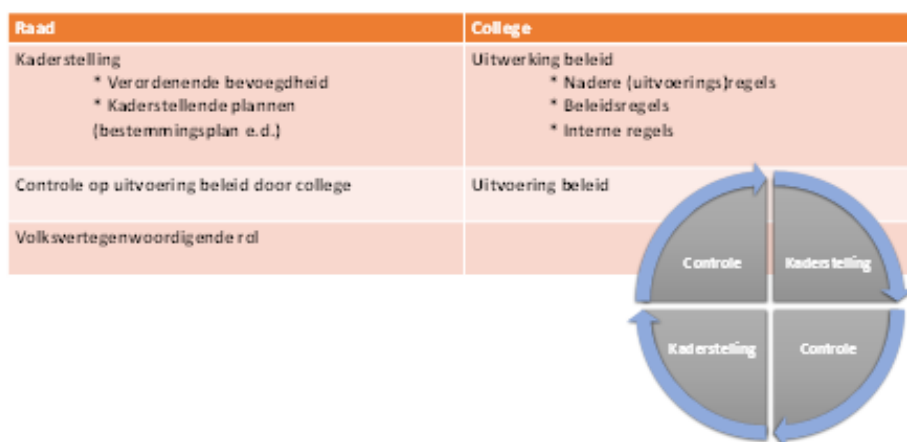 Raad
College
Kaderstelling
* Verordenende bevoegdheid
* Kaderstellende plannen
(bestemmingsplan e.d.)
Uitwerking beleid
* Nadere (uitvoerings)regels
* Beleidsregels
* Interne regels
Controle op uitvoering beleid door college
Uitvoering beleid
Volksvertegenwoordigende rol
Controle
Kaderstelling
Kaderstelling
Controle